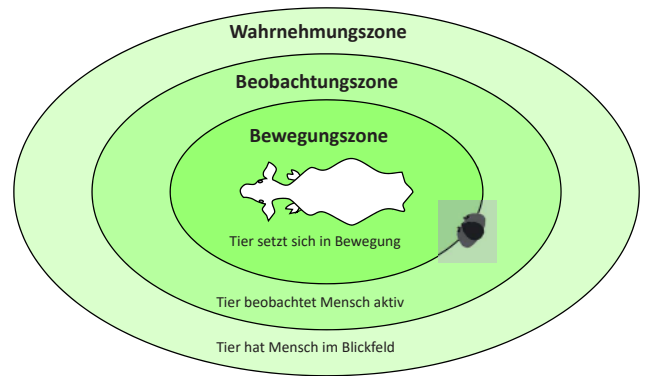 Wahrnehmungszone
Beobachtungszone
Bewegungszone
Tier setzt sich in Bewegung
Tier beobachtet Mensch aktiv
Tier hat Mensch im Blickfeld